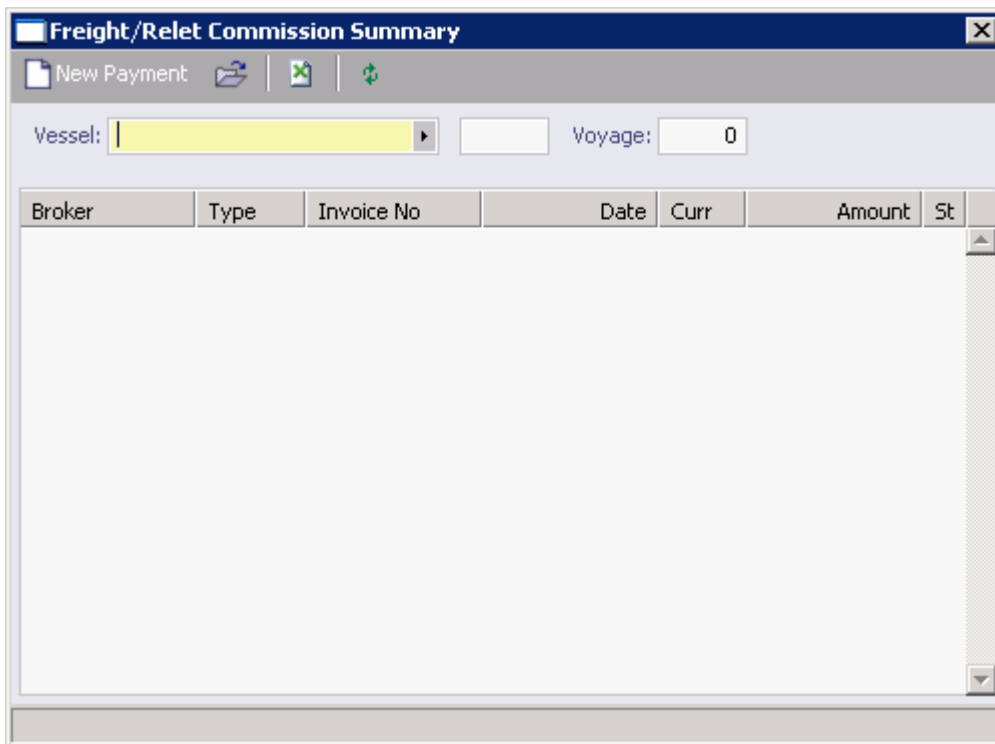 Freight/Relet Commission Summary
New Payment
Vessel: Voyage: 0
Broker Type Invoice No Date Curr Amount St